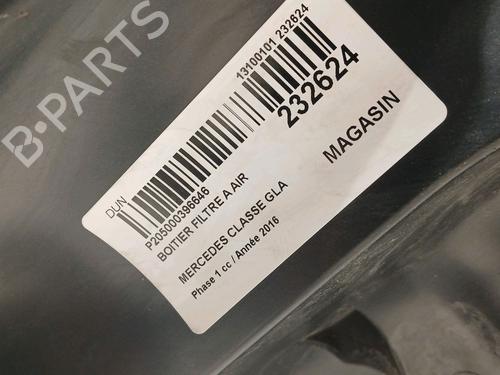 B-PARTS
DUN
P205000396646
BOITIER FILTRE A AIR
MERCEDES CLASSE GLA
Phase 1 cc / Année 2016
13100101 232624
232624
MAGASIN